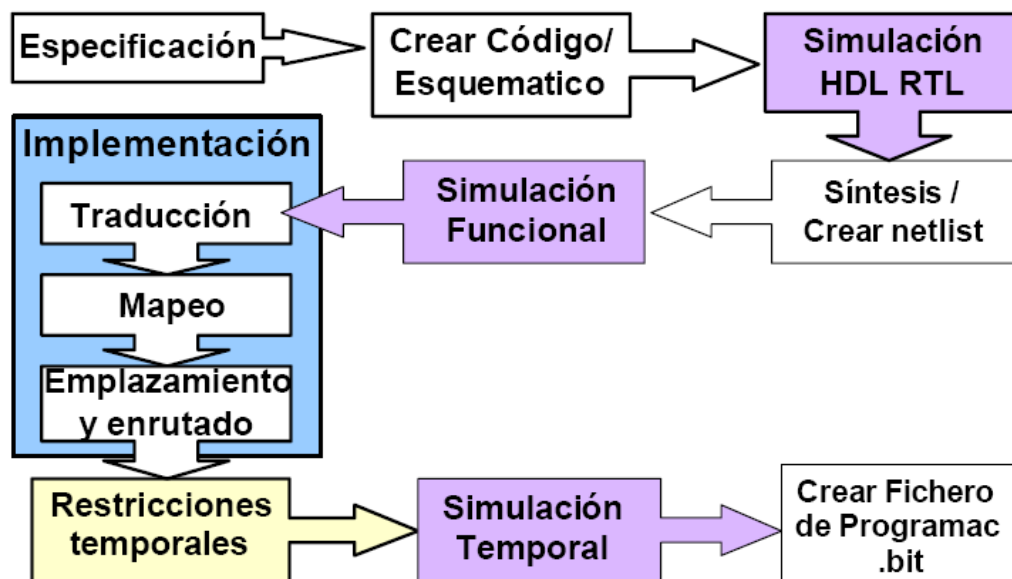 Especificación
Crear Código/
Esquematico
Simulación
HDL RTL
Implementación
Traducción
Simulación
Funcional
Síntesis /
Crear netlist
Mapeo
Emplazamiento
y enrutado
Restricciones
temporales
Simulación
Temporal
Crear Fichero
de Programac
.bit